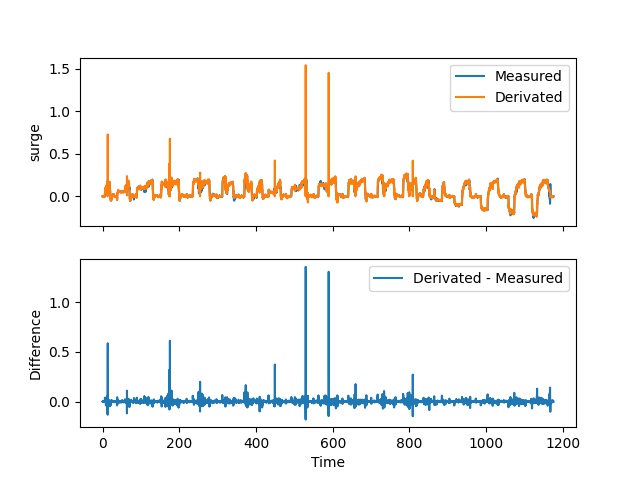 surge
1.5
1.0
0.5
0.0
Measured
Derivated
Difference
1.0
0.5
0.0
Derivated - Measured
0 200 400 600 800 1000 1200
Time